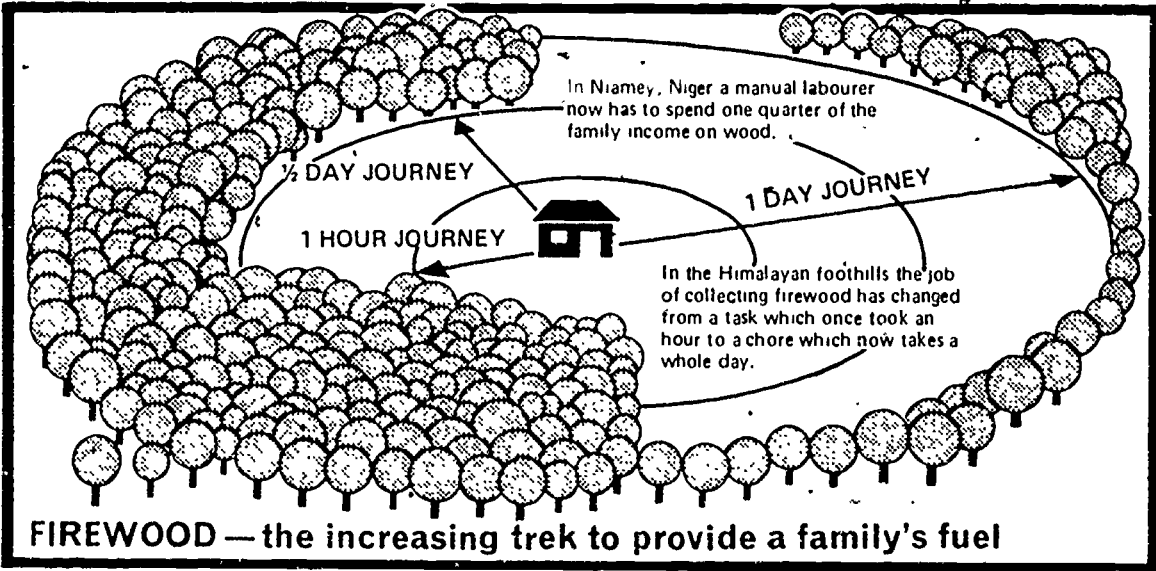 In Niamey, Niger a manual labourer
now has to spend one quarter of the
family income on wood.
½ DAY JOURNEY
1 DAY JOURNEY
1 HOUR JOURNEY
In the Himalayan foothills the job
of collecting firewood has changed
from a task which once took an
hour to a chore which now takes a
whole day.
FIREWOOD — the increasing trek to provide a family's fuel